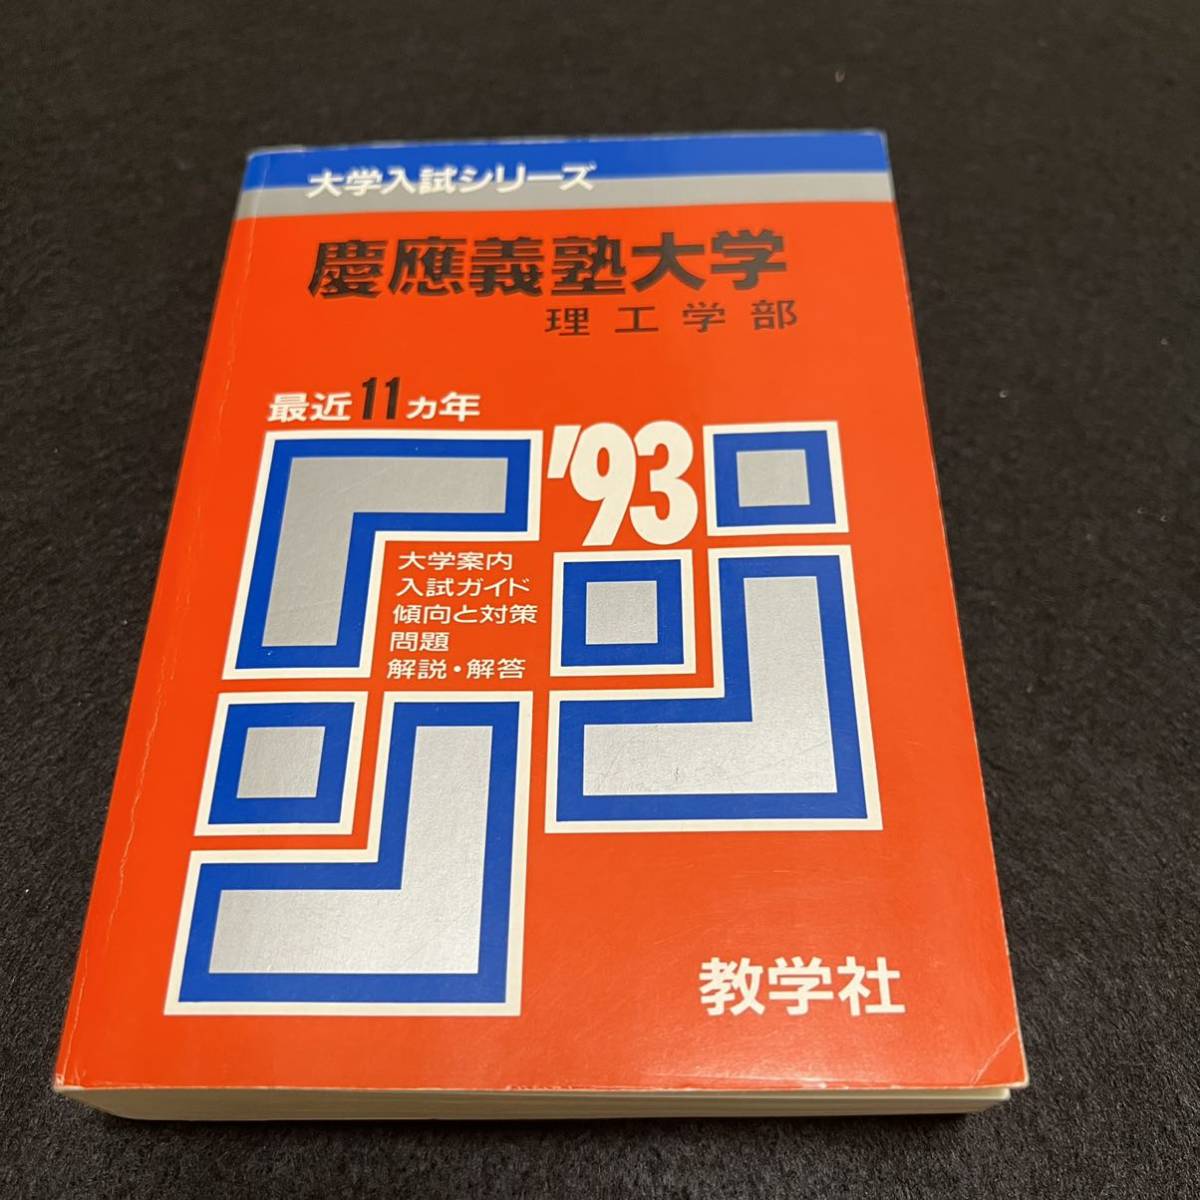 大学入試シリーズ
慶應義塾大学
理工学部
最近11ヵ年
'93
大学案内
入試ガイド
傾向と対策
問題
解説・解答
教学社